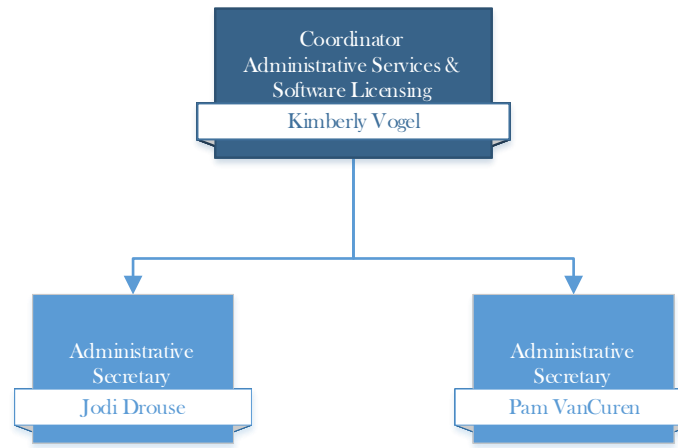 Coordinator
Administrative Services &
Software Licensing
Kimberly Vogel
Administrative
Secretary
Jodi Drouse
Administrative
Secretary
Pam VanCuren